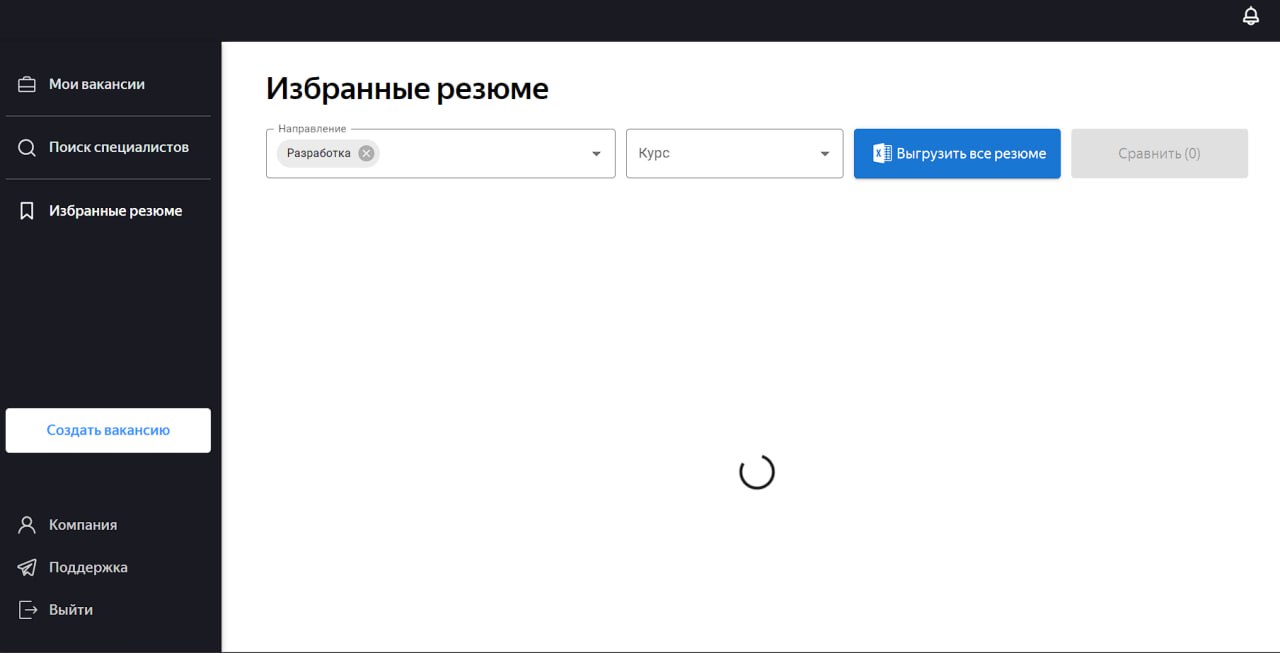 Мои вакансии
Поиск специалистов
Избранные резюме
Создать вакансию
Компания
Поддержка
Выйти
Избранные резюме
Направление
Разработка
Курс
Выгрузить все резюме
Сравнить (0)